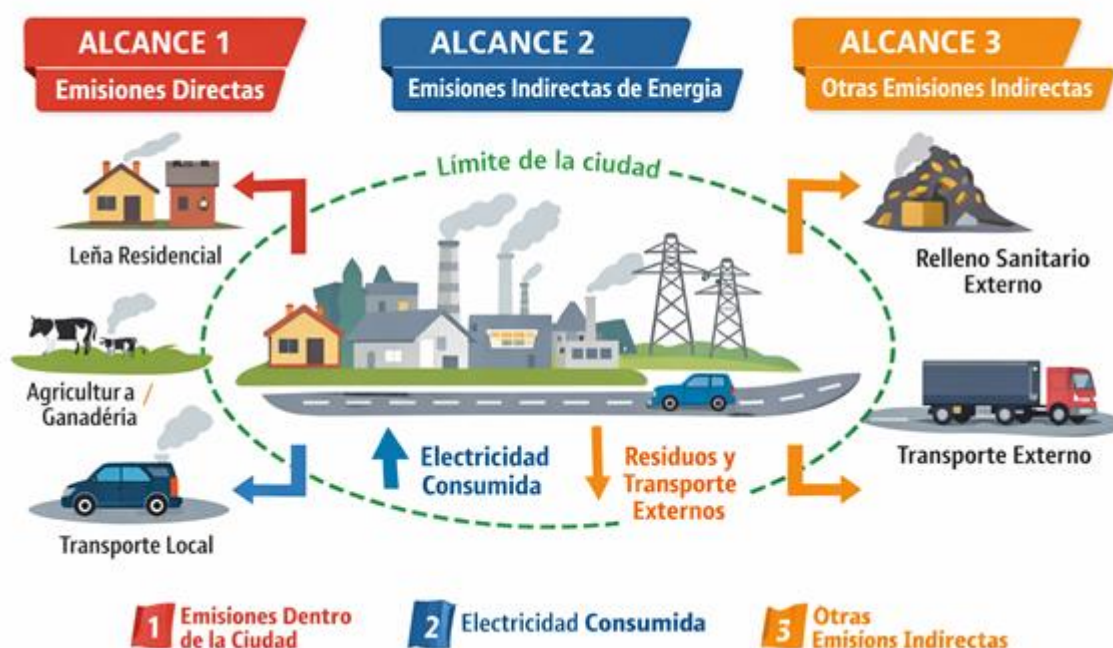 ALCANCE 1
Emisiones Directas
ALCANCE 2
Emisiones Indirectas de Energia
ALCANCE 3
Otras Emisiones Indirectas
Límite de la ciudad
Leña Residencial
Agricultur a /
Ganadéria
Transporte Local
Electricidad
Consumida
Residuos y
Transporte
Externos
Relleno Sanitario
Externo
Transporte Externo
1 Emisiones Dentro
de la Ciudad
2 Electricidad Consumida
3 Otras
Emisions Indirectas